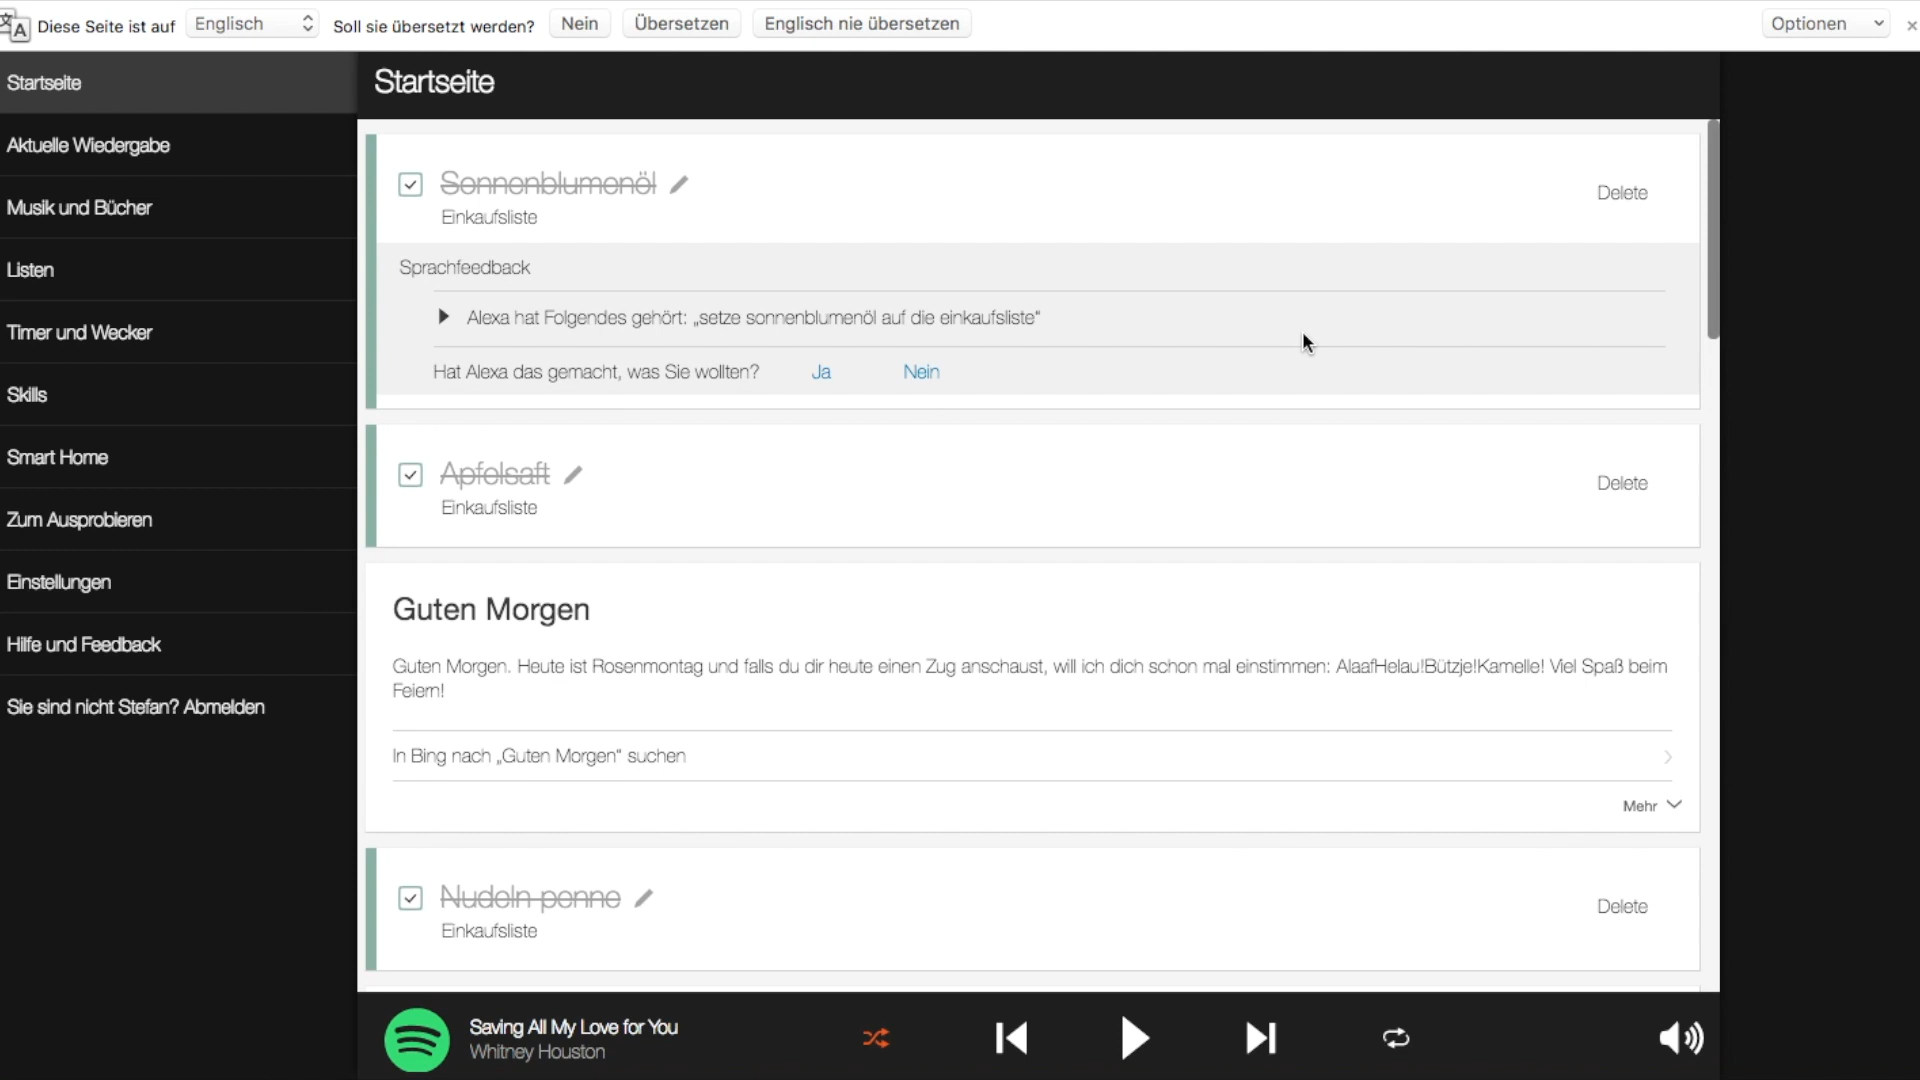 Diese Seite ist auf Englisch Soll sie übersetzt werden? Nein Übersetzen Englisch nie übersetzen Optionen
Startseite
Aktuelle Wiedergabe
Musik und Bücher
Listen
Timer und Wecker
Skills
Smart Home
Zum Ausprobieren
Einstellungen
Hilfe und Feedback
Sie sind nicht Stefan? Abmelden
Startseite
Sonnenblumenöl
Einkaufsliste
Delete
Sprachfeedback
Alexa hat Folgendes gehört: „setze sonnenblumenöl auf die einkaufsliste“
Hat Alexa das gemacht, was Sie wollten? Ja Nein
Apfelsaft
Einkaufsliste
Delete
Guten Morgen
Guten Morgen. Heute ist Rosenmontag und falls du dir heute einen Zug anschaust, will ich dich schon mal einstimmen: AlaafHelau!Bützje!Kamelle! Viel Spaß beim
Feiern!
In Bing nach „Guten Morgen“ suchen
Mehr
Nudeln penne
Einkaufsliste
Delete
Saving All My Love for You
Whitney Houston